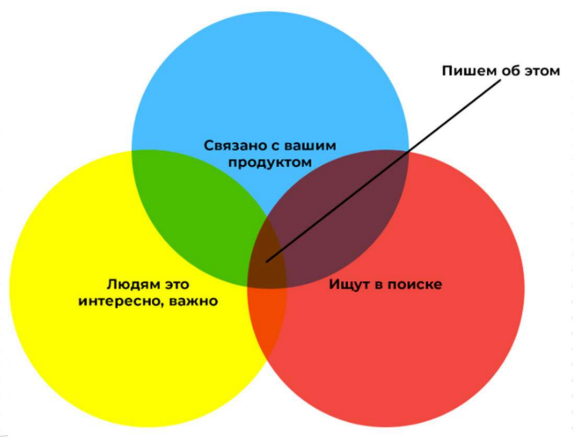 Пишем об этом
Связано с вашим
продуктом
Людям это
интересно, важно
Ищут в поиске